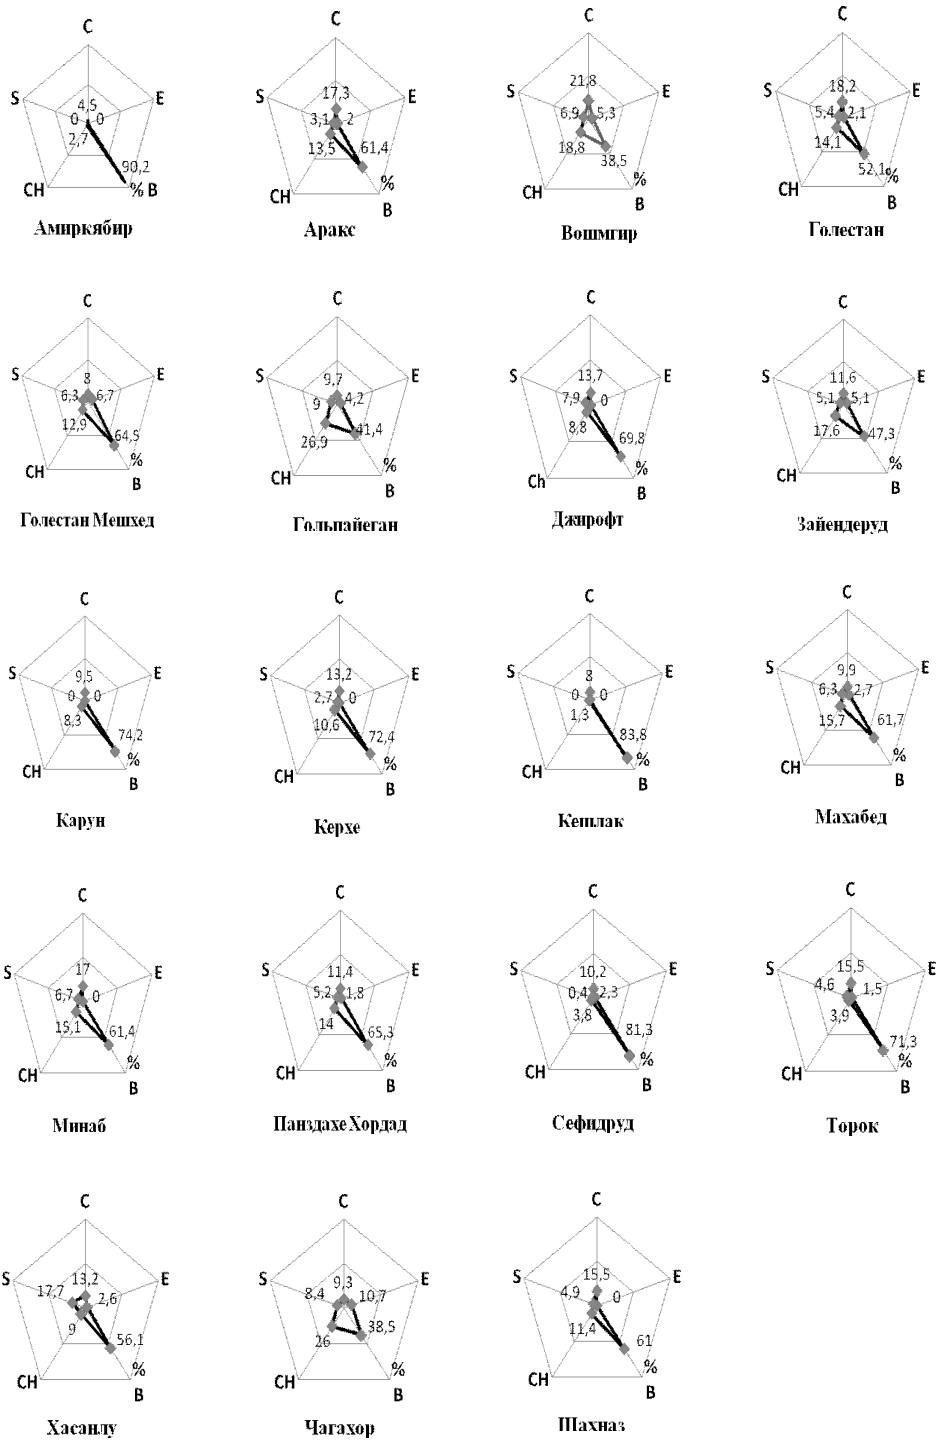 C
S 4,5 E
0 0
2,7
90,2
CH % B
Амиркябир
C
S 17,3 E
3,1 2
13,5 61,4
CH %
B
Аракс
C
S 21,8 E
6,9 5,3
18,8 38,5
CH %
B
Вошмгир
C
S 18,2 E
5,4 2,1
14,1 52,1 %
CH B
Голестан
C
S 8 E
6,3 6,7
12,9 64,5
CH %
B
Голестан Мешхед
C
S 9,7 E
9 4,2
26,9 41,4
CH %
B
Гольпайеган
C
S 13,7 E
7,9 0
8,8 69,8
Ch %
B
Джирофт
C
S 11,6 E
5,1 5,1
17,6 47,3
CH %
B
Зайендеруд
C
S 9,5 E
0 0
8,3 74,2
CH %
B
Карун
C
S 13,2 E
2,7 0
10,6 72,4
CH %
B
Керхе
C
S 8 E
0 0
1,3 83,8
CH %
B
Кешлак
C
S 9,9 E
6,3 2,7
15,7 61,7
CH %
B
Махабед
C
S 17 E
6,7 0
15,1 61,4
CH %
B
Минаб
C
S 11,4 E
5,2 1,8
14 65,3
CH %
B
Панздахе Хордад
C
S 10,2 E
0,4 2,3
3,8 81,3
CH %
B
Сефидруд
C
S 15,5 E
4,6 1,5
3,9 71,3
CH %
B
Торок
C
S 13,2 E
17,7 2,6
9 56,1
CH %
B
Хасанлу
C
S 9,3 E
8,4 10,7
26 38,5
CH %
B
Чагахор
C
S 15,5 E
4,9 0
11,4 61
CH %
B
Шахназ